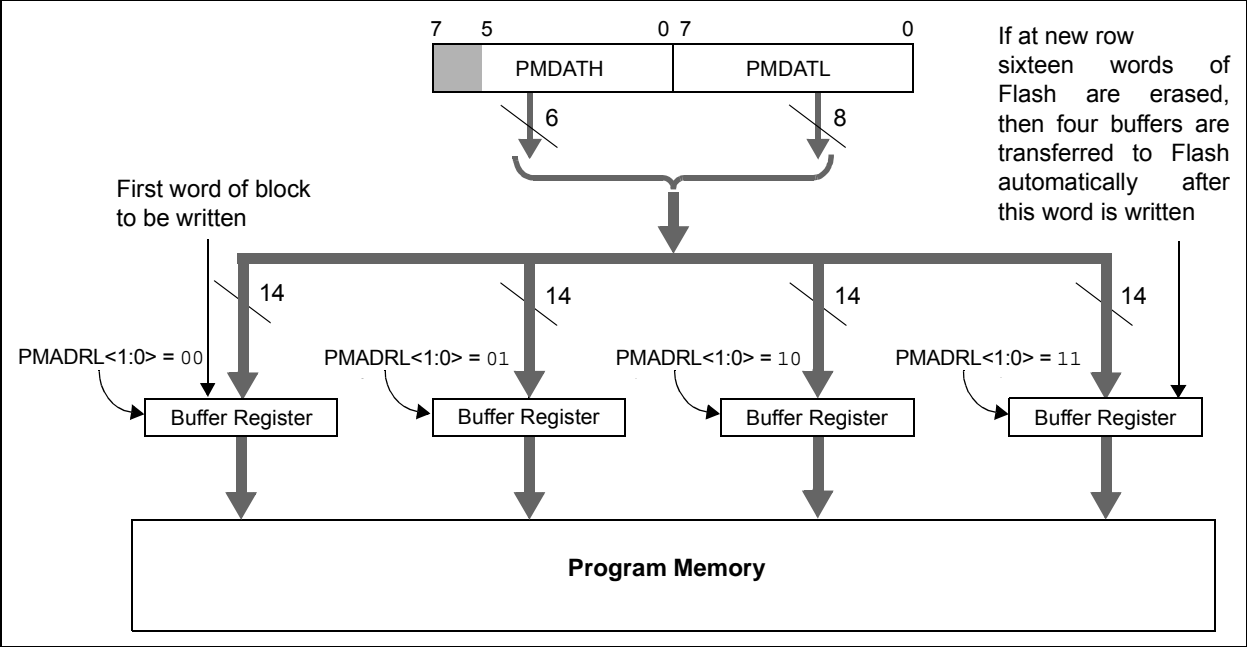 7 5 0 7 0
PMDATH PMDATL
6 8
If at new row
sixteen words of
Flash are erased,
then four buffers are
transferred to Flash
automatically after
this word is written
First word of block
to be written
14 14 14 14
PMADRL<1:0> = 00 PMADRL<1:0> = 01 PMADRL<1:0> = 10 PMADRL<1:0> = 11
Buffer Register Buffer Register Buffer Register Buffer Register
Program Memory